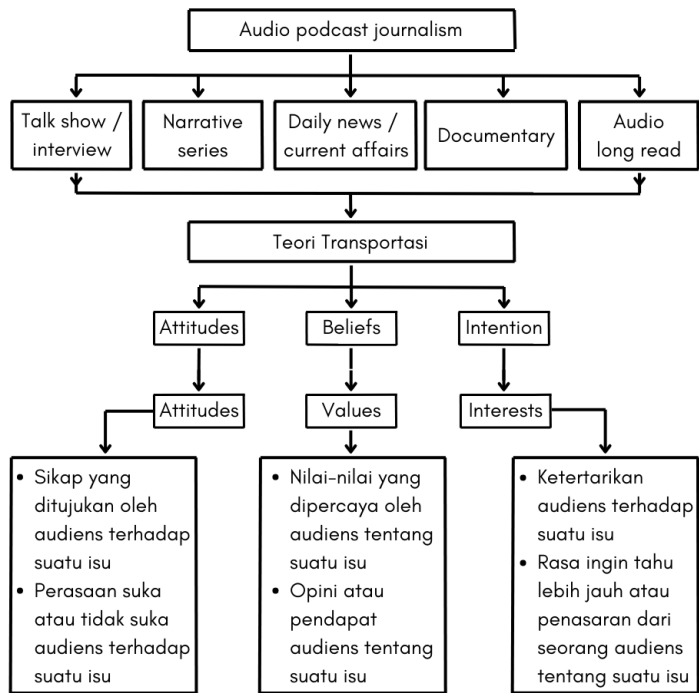 Audio podcast journalism
Talk show /
interview
Narrative
series
Daily news /
current affairs
Documentary
Audio
long read
Teori Transportasi
Attitudes
Beliefs
Intention
Attitudes
Values
Interests
• Sikap yang
ditujukan oleh
audiens terhadap
suatu isu
• Perasaan suka
atau tidak suka
audiens terhadap
suatu isu
• Nilai-nilai yang
dipercaya oleh
audiens tentang
suatu isu
• Opini atau
pendapat
audiens tentang
suatu isu
• Ketertarikan
audiens terhadap
suatu isu
• Rasa ingin tahu
lebih jauh atau
penasaran dari
seorang audiens
tentang suatu isu